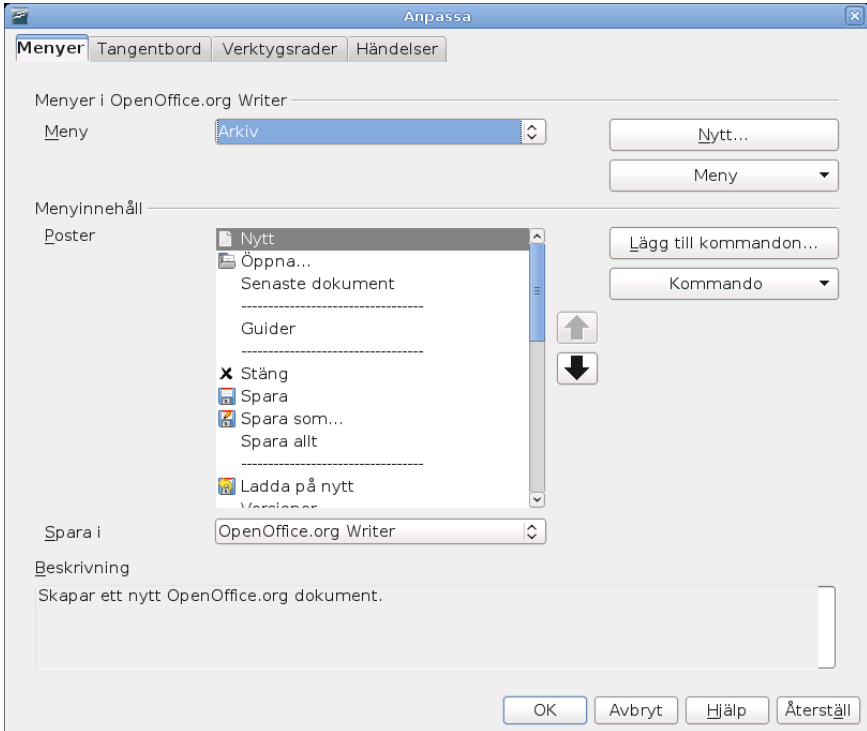 Anpassa
Menyer Tangentbord Verktygsrader Händelser
Menyer i OpenOffice.org Writer
Meny Arkiv Nytt...
Meny
Menyinnehåll
Poster Nytt Lägg till kommandon...
Öppna...
Senaste dokument Kommando
----------------------------------
Guider
----------------------------------
Stäng
Spara
Spara som...
Spara allt
----------------------------------
Ladda på nytt
Versioner
Spara i OpenOffice.org Writer
Beskrivning
Skapar ett nytt OpenOffice.org dokument.
OK Avbryt Hjälp Återställ